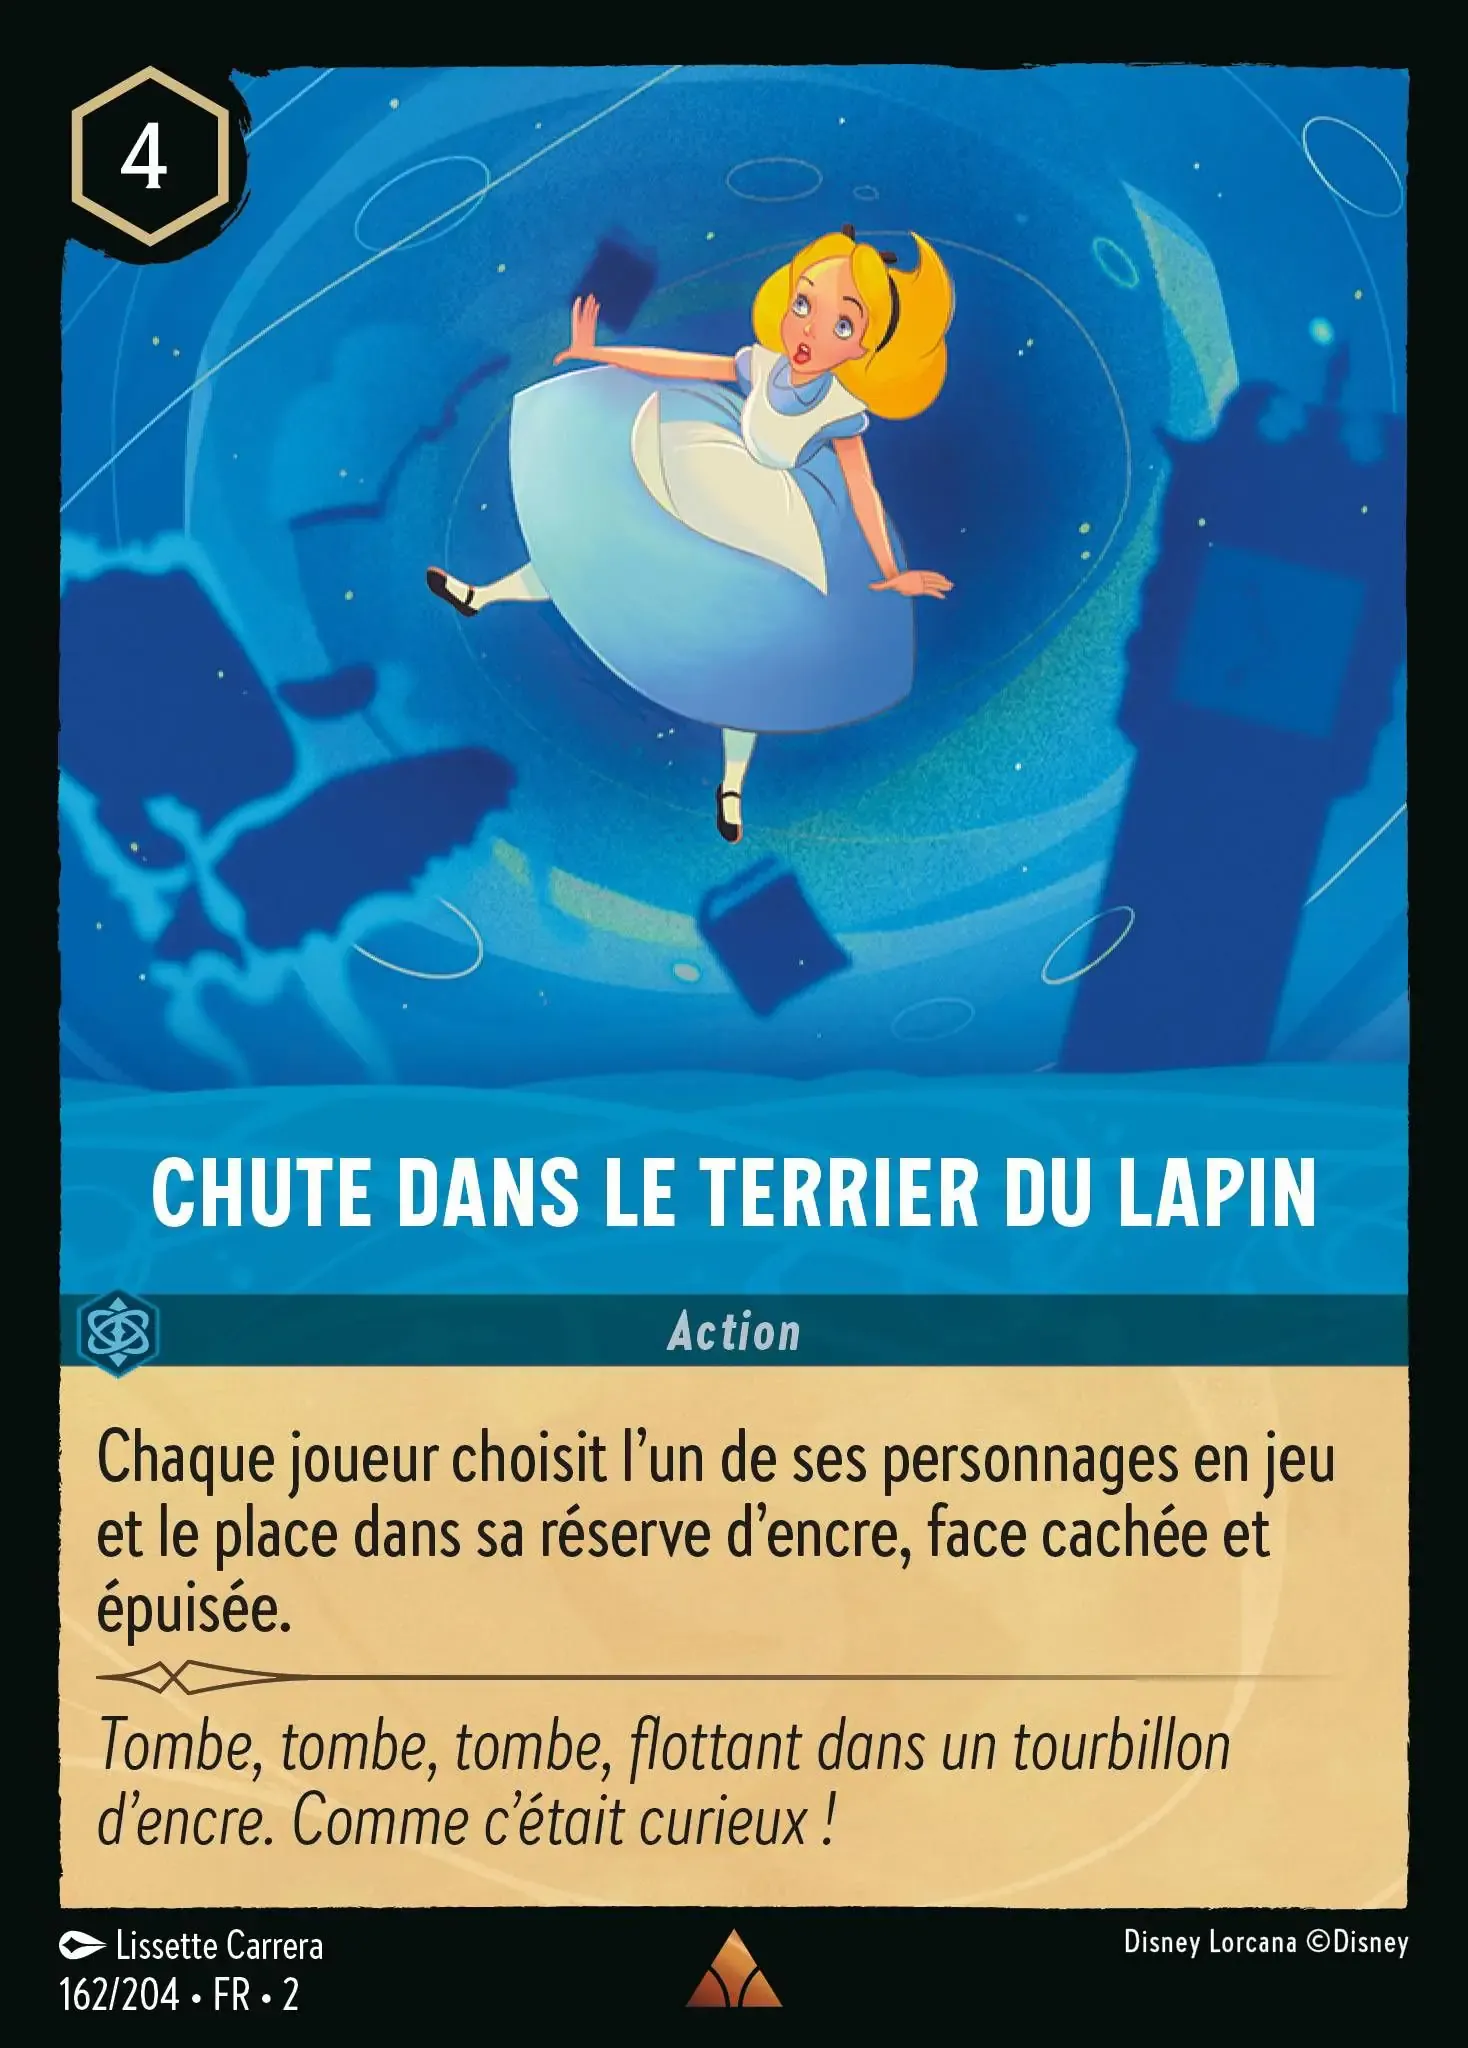 4
CHUTE DANS LE TERRIER DU LAPIN
Action
Chaque joueur choisit l’un de ses personnages en jeu
et le place dans sa réserve d’encre, face cachée et
épuisée.
Tombe, tombe, tombe, flottant dans un tourbillon
d’encre. Comme c’était curieux !
Lissette Carrera
Disney Lorcana ©Disney
162/204 • FR • 2